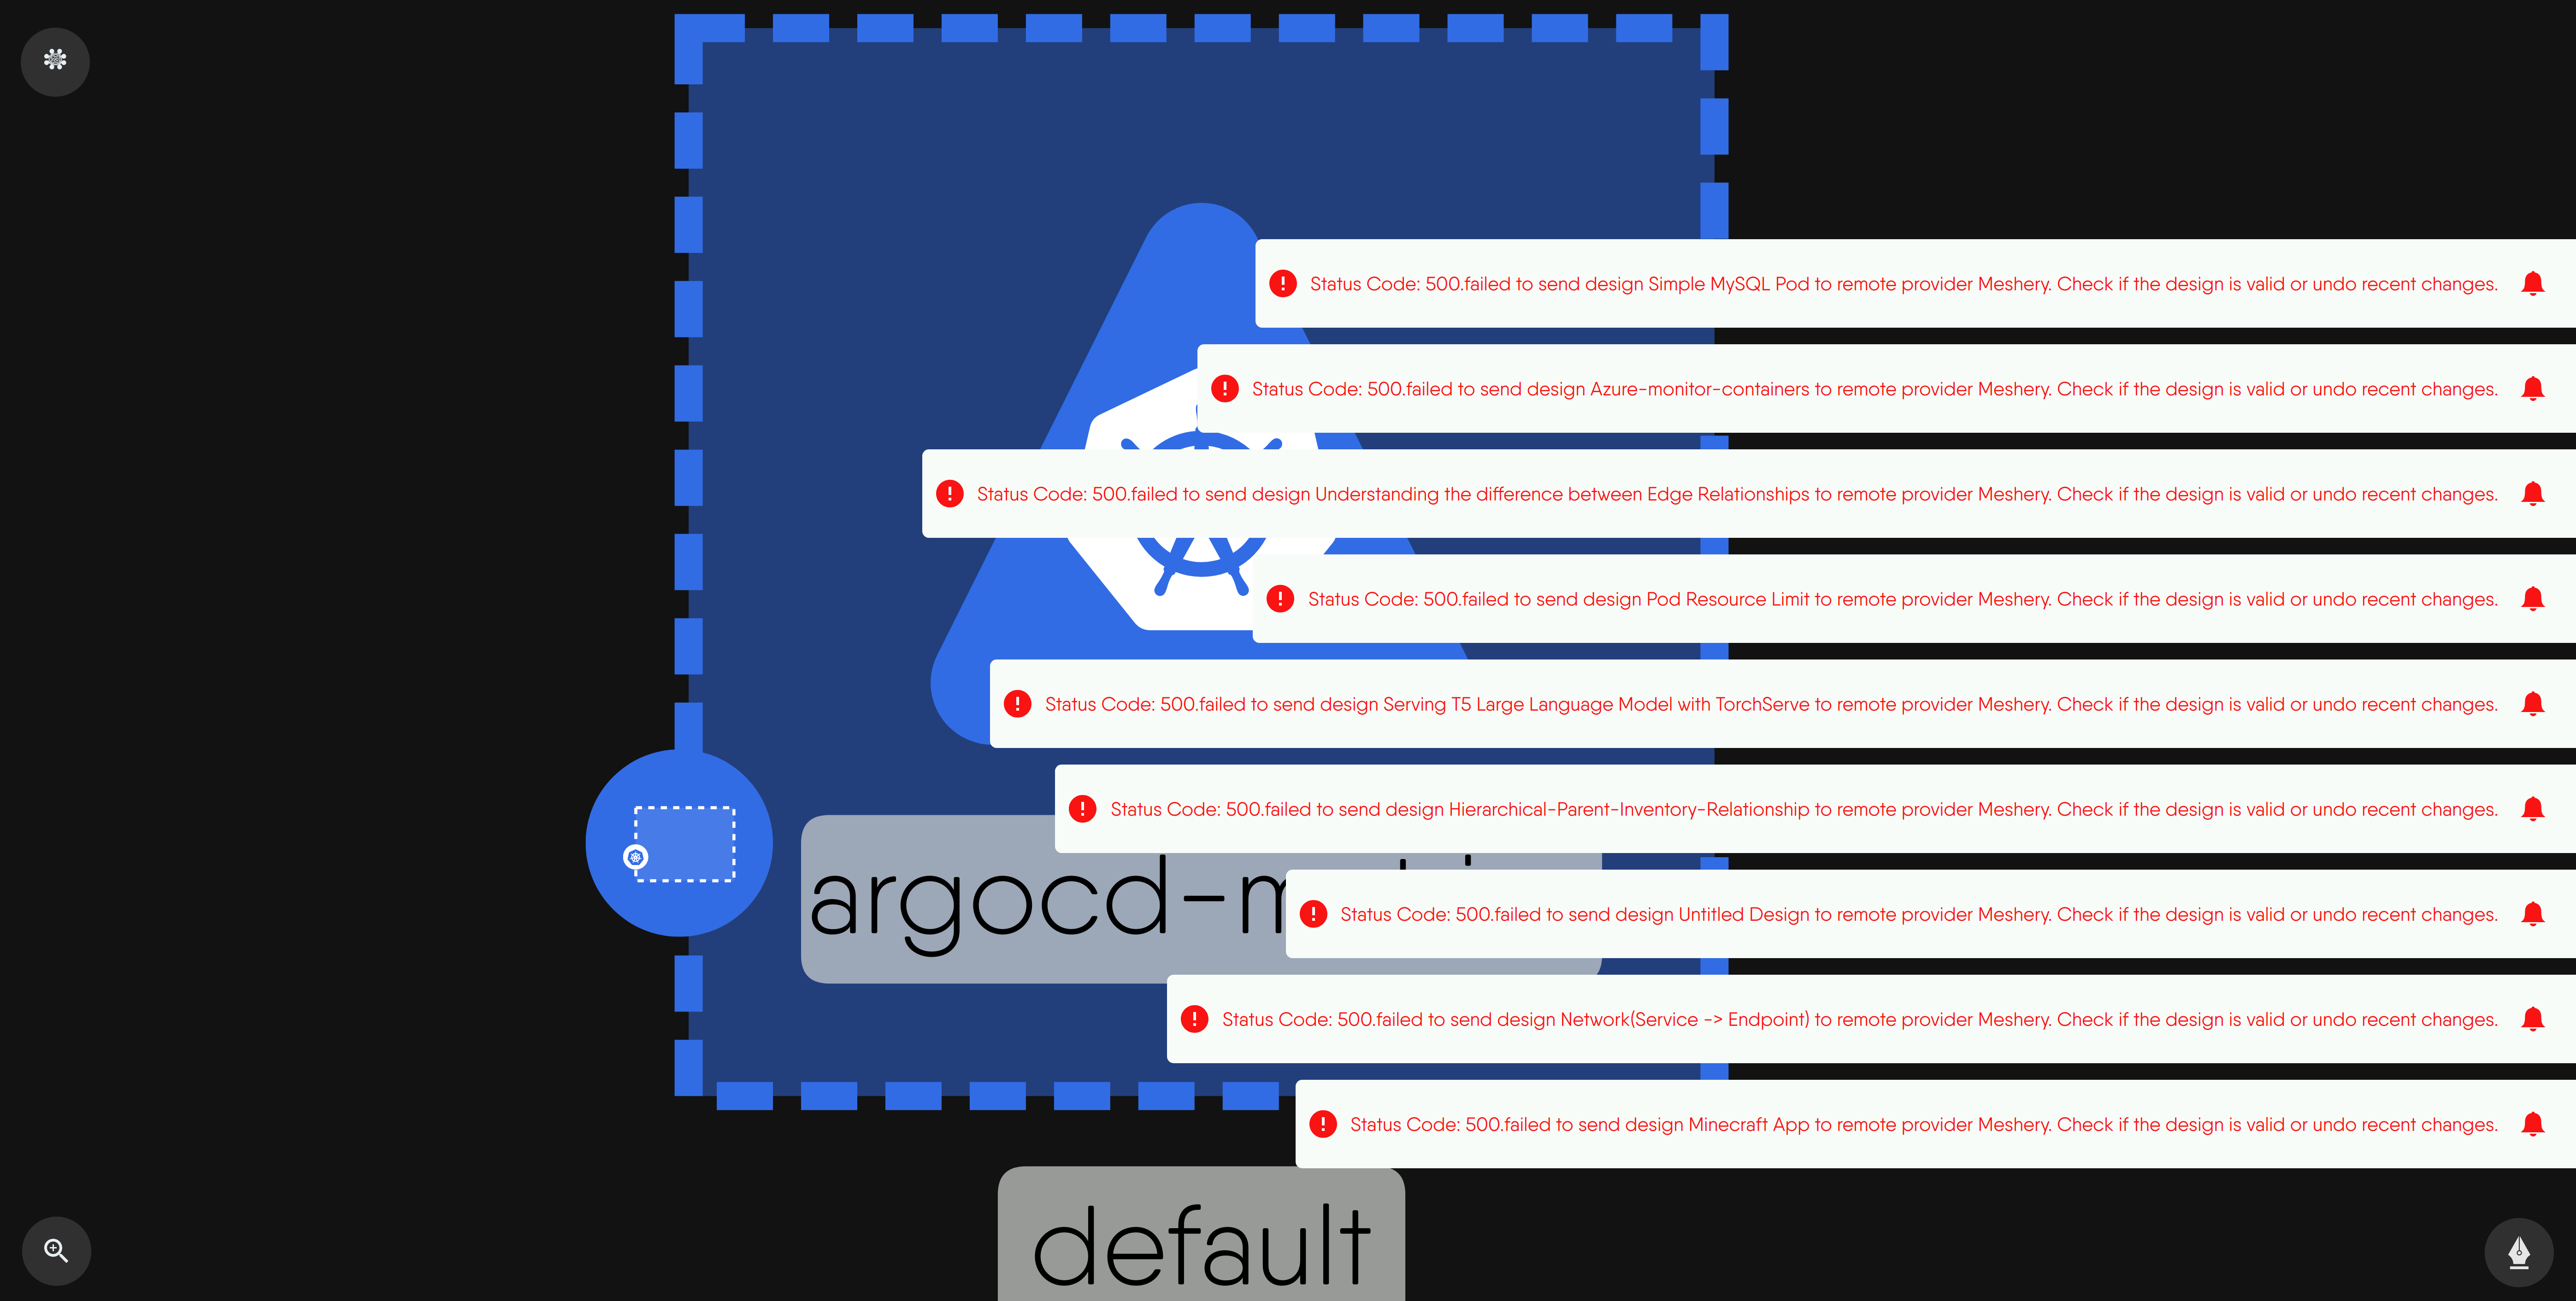 Status Code: 500.failed to send design Simple MySQL Pod to remote provider Meshery. Check if the design is valid or undo recent changes.
Status Code: 500.failed to send design Azure-monitor-containers to remote provider Meshery. Check if the design is valid or undo recent changes.
Status Code: 500.failed to send design Understanding the difference between Edge Relationships to remote provider Meshery. Check if the design is valid or undo recent changes.
Status Code: 500.failed to send design Pod Resource Limit to remote provider Meshery. Check if the design is valid or undo recent changes.
Status Code: 500.failed to send design Serving T5 Large Language Model with TorchServe to remote provider Meshery. Check if the design is valid or undo recent changes.
Status Code: 500.failed to send design Hierarchical-Parent-Inventory-Relationship to remote provider Meshery. Check if the design is valid or undo recent changes.
argocd-
Status Code: 500.failed to send design Untitled Design to remote provider Meshery. Check if the design is valid or undo recent changes.
Status Code: 500.failed to send design Network(Service -> Endpoint) to remote provider Meshery. Check if the design is valid or undo recent changes.
Status Code: 500.failed to send design Minecraft App to remote provider Meshery. Check if the design is valid or undo recent changes.
default